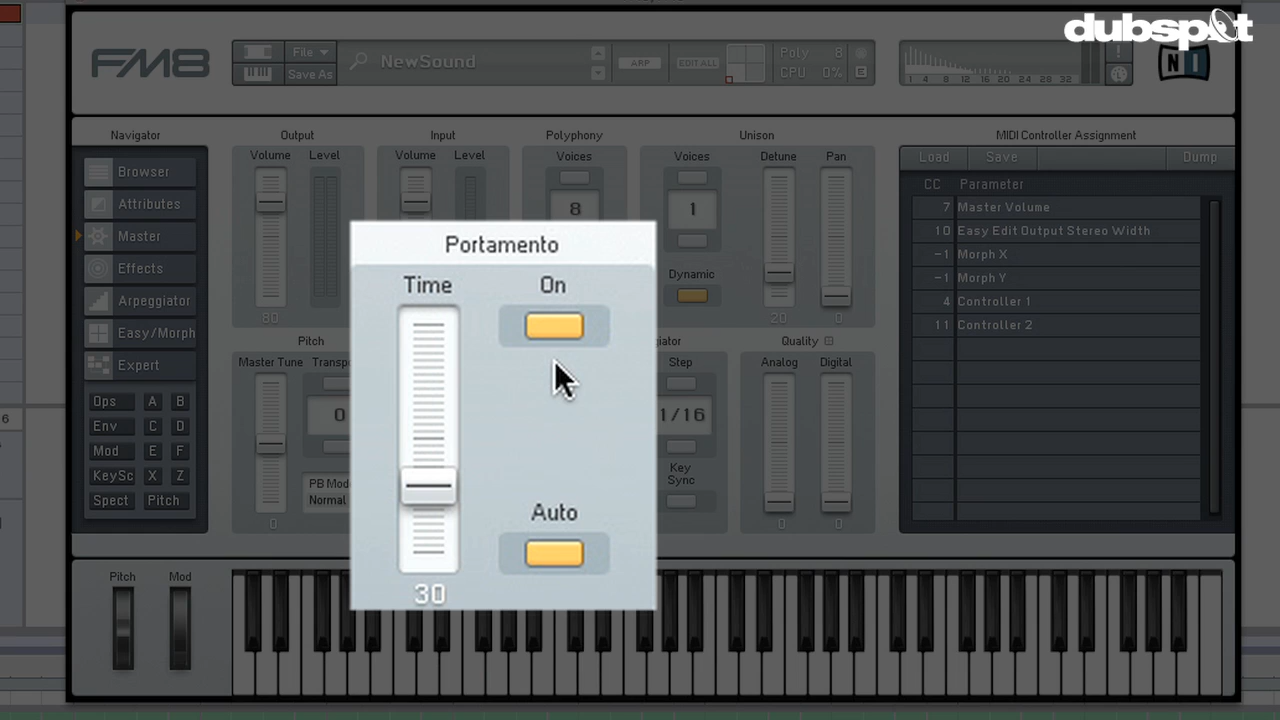 dubspot
FM8
File
Save As
NewSound
ARP
EDIT ALL
Poly 8
CPU 0%
E
!
1 4 8 12 16 20 24 28 32
N I
Navigator
Browser
Attributes
Master
Effects
Arpeggiator
Easy/Morph
Expert
Ops A B
Env C D
Mod E F
KeySc X Z
Spect Pitch
Output
Volume Level
80
Input
Volume Level
Polyphony
Voices
8
Unison
Voices Detune Pan
1
Dynamic
20 0
MIDI Controller Assignment
Load Save Dump
CC Parameter
7 Master Volume
10 Easy Edit Output Stereo Width
-1 Morph X
-1 Morph Y
4 Controller 1
11 Controller 2
Pitch
Master Tune Transpo
0
0
PB Mode
Normal
Portamento
Time On
Auto
30
giator
Step
1/16
Key
Sync
Quality
Analog Digital
0 0
Pitch Mod
6